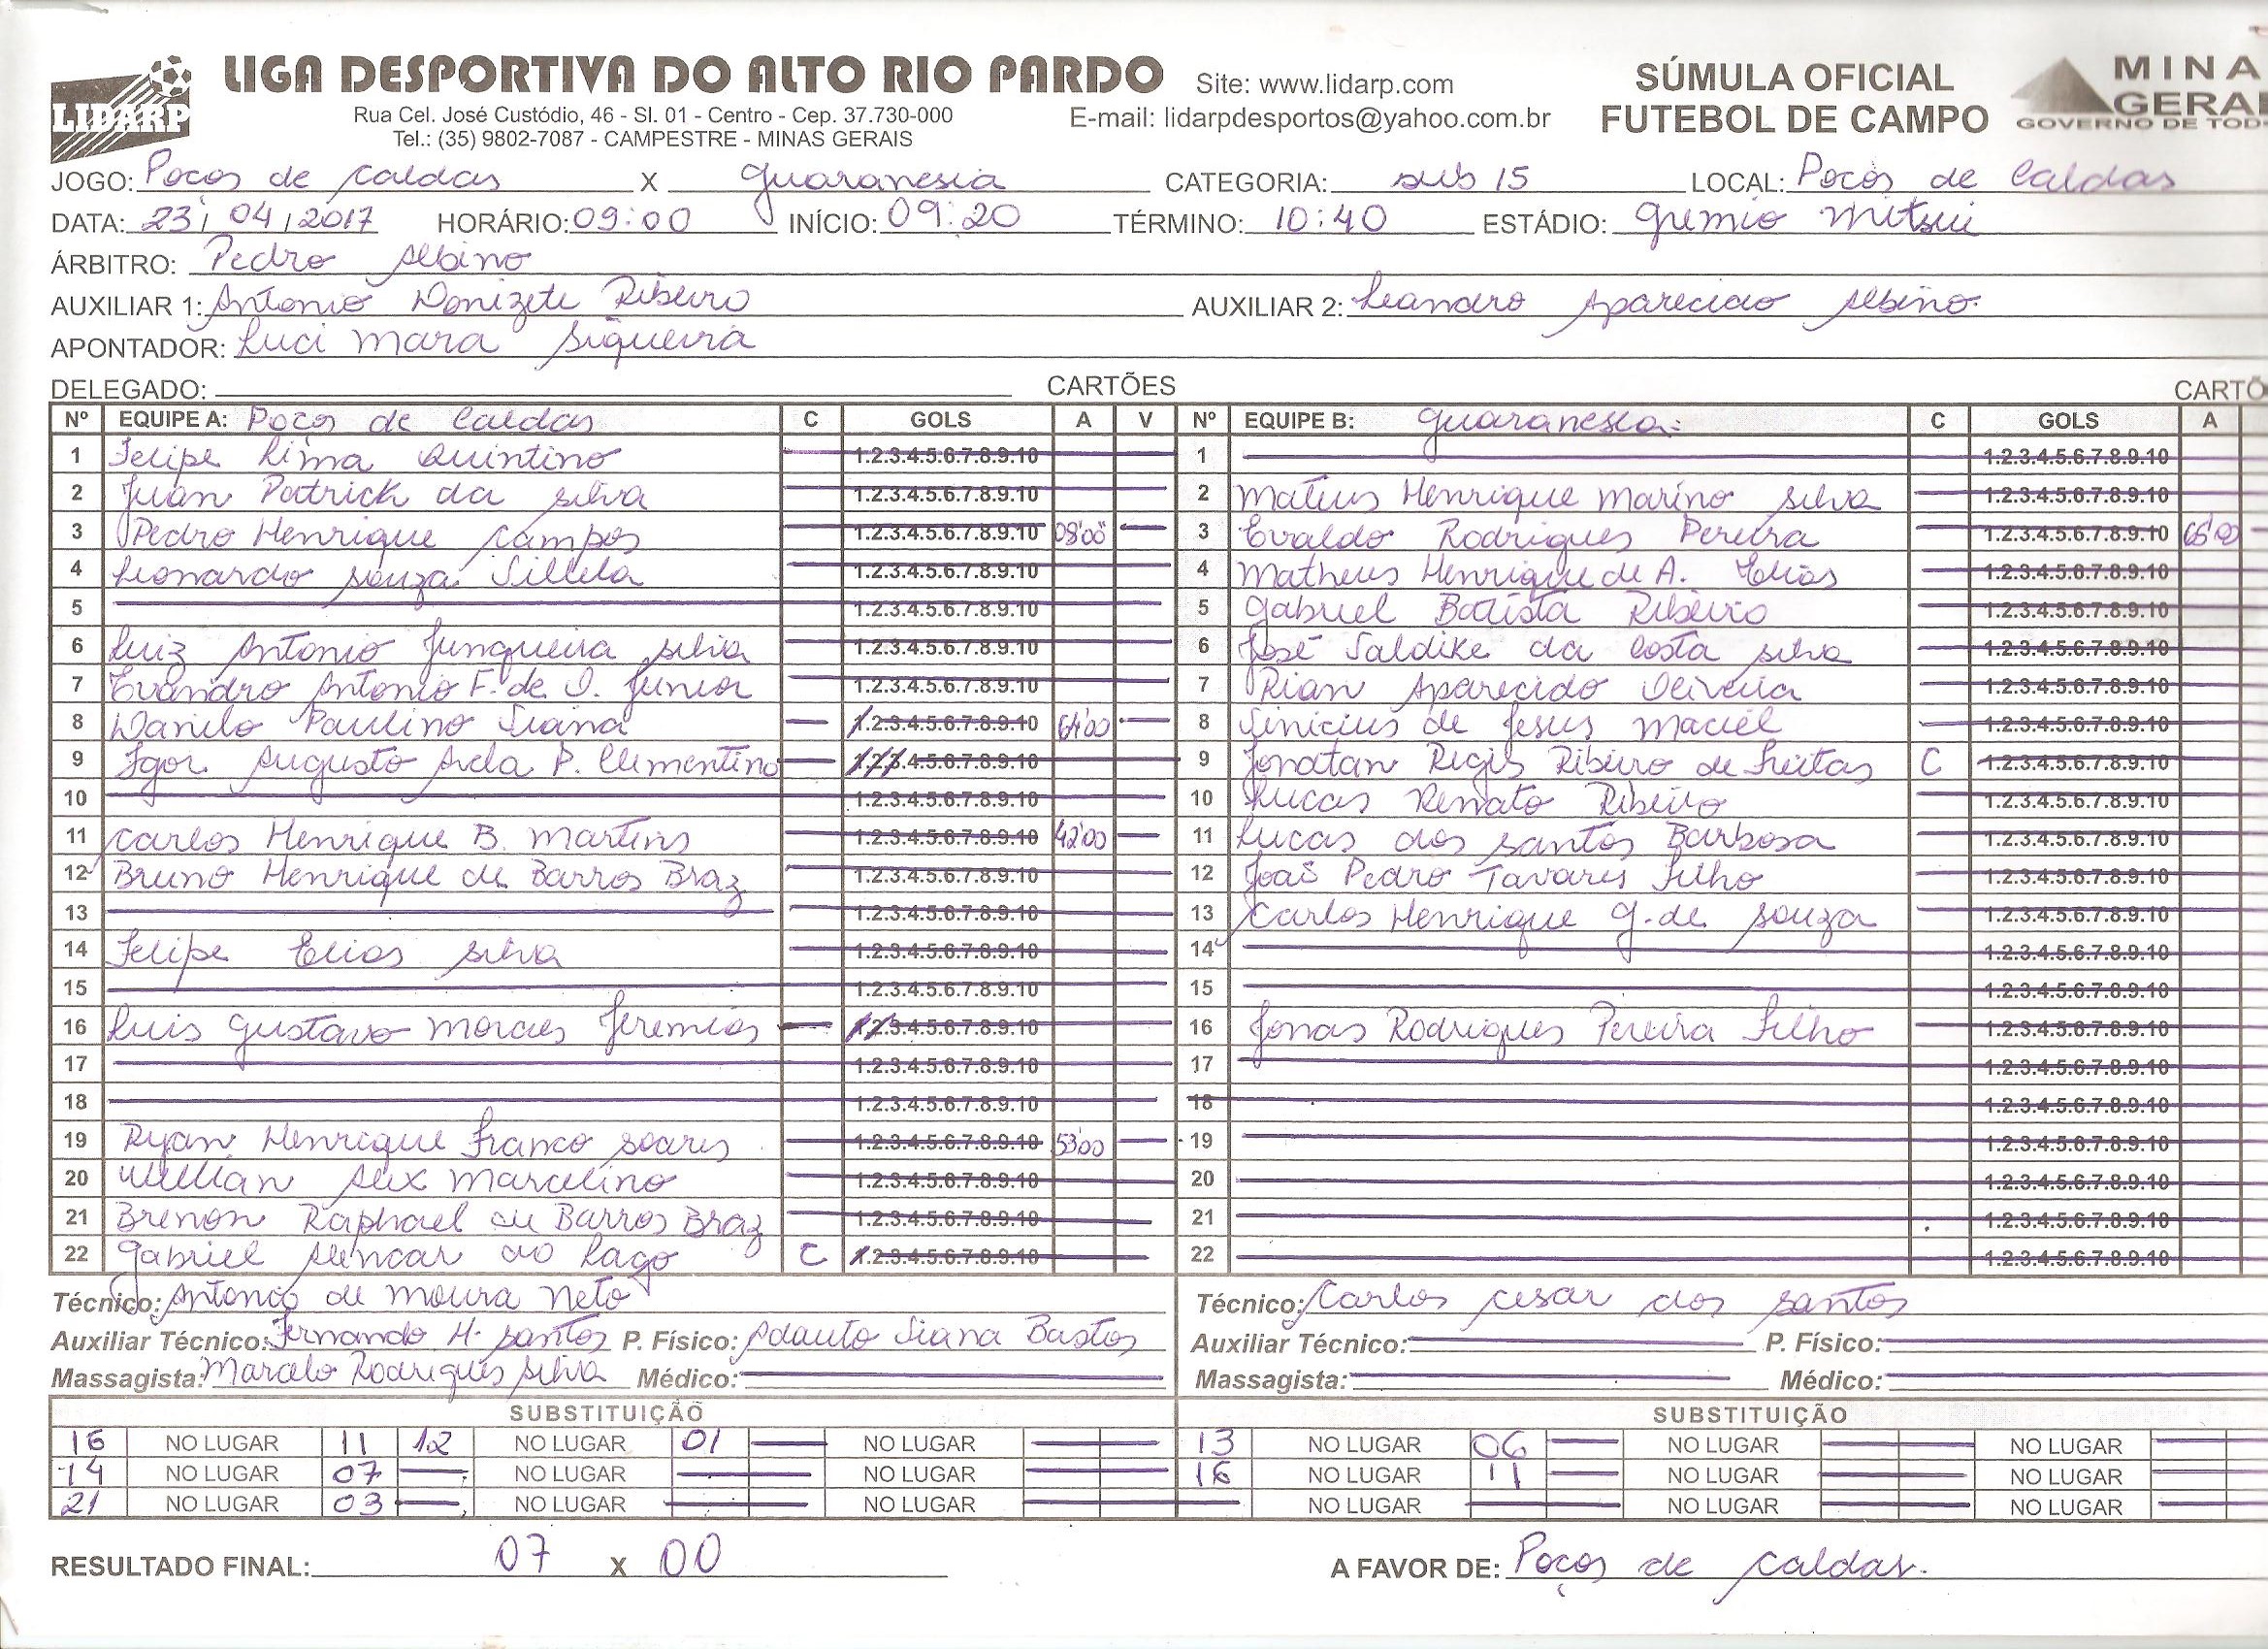 LIDARP
LIGA DESPORTIVA DO ALTO RIO PARDO Site: www.lidarp.com
Rua Cel. José Custódio, 46 - Sl. 01 - Centro - Cep. 37.730-000 E-mail: lidarpdesportos@yahoo.com.br
Tel.: (35) 9802-7087 - CAMPESTRE - MINAS GERAIS
SÚMULA OFICIAL
FUTEBOL DE CAMPO
MINA
GERAI
GOVERNO DE TOD
JOGO: Pocos de Caldas X Guaranesia CATEGORIA: sub 15 LOCAL: Pocos de Caldas
DATA: 23/04/2017 HORÁRIO: 09:00 INÍCIO: 09:20 TÉRMINO: 10:40 ESTÁDIO: Gremio Mitsui
ÁRBITRO: Pedro Albino
AUXILIAR 1: Antonio Donizete Ribeiro AUXILIAR 2: Leandro Aparecido Albino
APONTADOR: Luci Mara Siqueira
DELEGADO: CARTÕES CARTÕ
Nº EQUIPE A: Poços de Caldas C GOLS A V Nº EQUIPE B: Guaranesia C GOLS A
1 Felipe Lima Quintino 1.2.3.4.5.6.7.8.9.10 1 1.2.3.4.5.6.7.8.9.10
2 Juan Patrick da Silva 1.2.3.4.5.6.7.8.9.10 2 Mateus Henrique Marino Silva 1.2.3.4.5.6.7.8.9.10
3 Pedro Henrique Campos 1.2.3.4.5.6.7.8.9.10 08'00" 3 Evaldo Rodrigues Pereira 1.2.3.4.5.6.7.8.9.10
4 Leonardo Souza Villela 1.2.3.4.5.6.7.8.9.10 4 Matheus Henrique de A. Elias 1.2.3.4.5.6.7.8.9.10
5 1.2.3.4.5.6.7.8.9.10 5 Gabriel Batista Ribeiro 1.2.3.4.5.6.7.8.9.10
6 Luiz Antonio Junqueira Silva 1.2.3.4.5.6.7.8.9.10 6 José Saldike da Costa Silva 1.2.3.4.5.6.7.8.9.10
7 Evandro Antonio F. de O. Junior 1.2.3.4.5.6.7.8.9.10 7 Rian Aparecido Oliveira 1.2.3.4.5.6.7.8.9.10
8 Danilo Paulino Viana 1.2.3.4.5.6.7.8.9.10 64'00 8 Vinicius de Jesus Maciel 1.2.3.4.5.6.7.8.9.10
9 Igor Augusto P. Clementino 1.2.3.4.5.6.7.8.9.10 9 Jonatan Regis Ribeiro de Freitas C 1.2.3.4.5.6.7.8.9.10
10 1.2.3.4.5.6.7.8.9.10 10 Lucas Renato Ribeiro 1.2.3.4.5.6.7.8.9.10
11 Carlos Henrique B. Martins 1.2.3.4.5.6.7.8.9.10 42'00 11 Lucas dos Santos Barbosa 1.2.3.4.5.6.7.8.9.10
12 Bruno Henrique de Barros Braz 1.2.3.4.5.6.7.8.9.10 12 João Pedro Tavares Filho 1.2.3.4.5.6.7.8.9.10
13 1.2.3.4.5.6.7.8.9.10 13 Carlos Henrique G. de Souza 1.2.3.4.5.6.7.8.9.10
14 Felipe Elias Silva 1.2.3.4.5.6.7.8.9.10 14 1.2.3.4.5.6.7.8.9.10
15 1.2.3.4.5.6.7.8.9.10 15 1.2.3.4.5.6.7.8.9.10
16 Luis Gustavo Moraes Jeremias 1.2.3.4.5.6.7.8.9.10 16 Jonas Rodrigues Pereira Filho 1.2.3.4.5.6.7.8.9.10
17 1.2.3.4.5.6.7.8.9.10 17 1.2.3.4.5.6.7.8.9.10
18 1.2.3.4.5.6.7.8.9.10 18 1.2.3.4.5.6.7.8.9.10
19 Ryan Henrique Franco Soares 1.2.3.4.5.6.7.8.9.10 53'00 19 1.2.3.4.5.6.7.8.9.10
20 Willian Alex Marcelino 1.2.3.4.5.6.7.8.9.10 20 1.2.3.4.5.6.7.8.9.10
21 Brenon Raphael de Barros Braz 1.2.3.4.5.6.7.8.9.10 21 1.2.3.4.5.6.7.8.9.10
22 Gabriel Alencar do Lago C 1.2.3.4.5.6.7.8.9.10 22 1.2.3.4.5.6.7.8.9.10
Técnico: Antonio de Moura Neto Técnico: Carlos Cesar dos Santos
Auxiliar Técnico: Fernando H. Santos P. Físico: Adauto Viana Bastos Auxiliar Técnico: P. Físico:
Massagista: Marcelo Rodrigues Silva Médico: Massagista: Médico:
SUBSTITUIÇÃO SUBSTITUIÇÃO
16 NO LUGAR 11 12 NO LUGAR 01 NO LUGAR 13 NO LUGAR 06 NO LUGAR NO LUGAR
14 NO LUGAR 07 NO LUGAR NO LUGAR 16 NO LUGAR 11 NO LUGAR NO LUGAR
21 NO LUGAR 03 NO LUGAR NO LUGAR NO LUGAR NO LUGAR NO LUGAR
RESULTADO FINAL: 07 X 00 A FAVOR DE: Poços de Caldas.